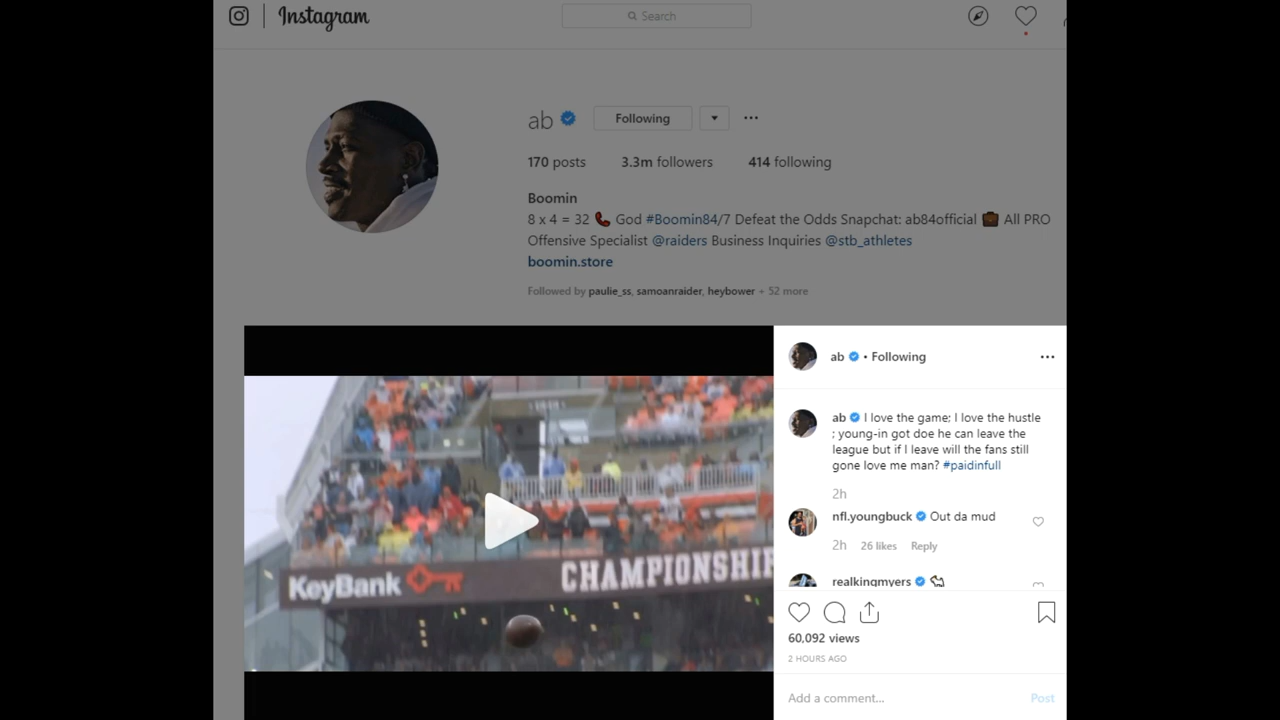 Instagram
Search
ab Following
170 posts 3.3m followers 414 following
Boomin
8 x 4 = 32 📞 God #Boomin84/7 Defeat the Odds Snapchat: ab84official 💼 All PRO
Offensive Specialist @raiders Business Inquiries @stb_athletes
boomin.store
Followed by paulie_ss, samoanraider, heybower + 52 more
KeyBank
CHAMPIONSHI
ab • Following
ab I love the game; I love the hustle
; young-in got doe he can leave the
league but if I leave will the fans still
gone love me man? #paidinfull
2h
nfl.youngbuck Out da mud
2h 26 likes Reply
realkingmyers
60,092 views
2 HOURS AGO
Add a comment... Post